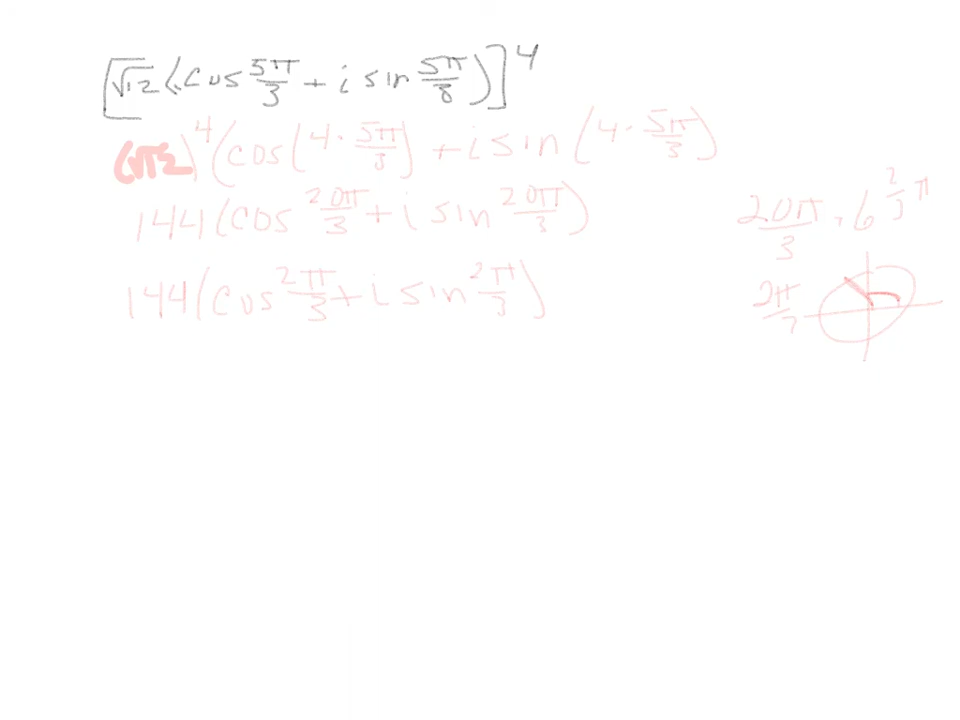 [√12 (cos 5π/3 + i sin 5π/3)]^4
(√12)^4 (cos(4 · 5π/3) + i sin(4 · 5π/3)
144(cos 20π/3 + i sin 20π/3)
20π/3 = 6 2/3 π
144(cos 2π/3 + i sin 2π/3)
2π/3